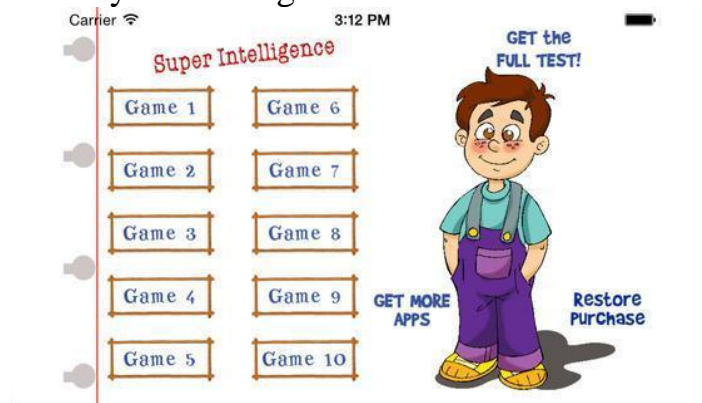 Carrier 3:12 PM
Super Intelligence
GET the
FULL TEST!
Game 1
Game 6
Game 2
Game 7
Game 3
Game 8
Game 4
Game 9
Game 5
Game 10
GET MORE
APPS
Restore
Purchase